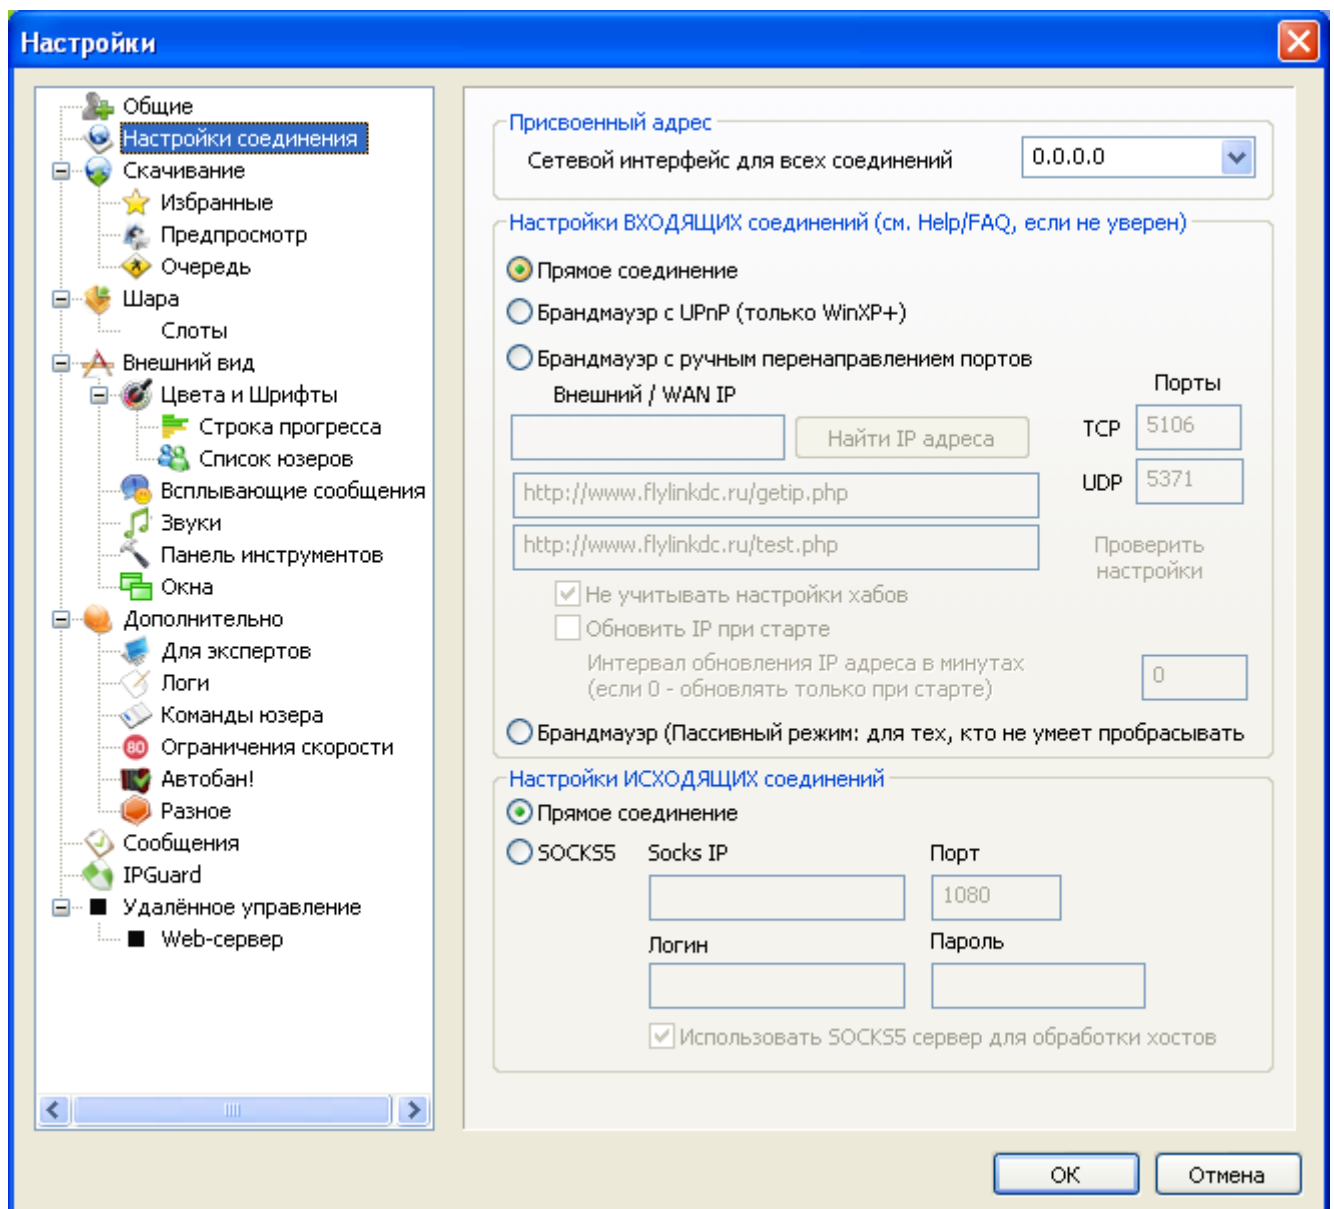 Настройки
Общие
Настройки соединения
Скачивание
Избранные
Предпросмотр
Очередь
Шара
Слоты
Внешний вид
Цвета и Шрифты
Строка прогресса
Список юзеров
Всплывающие сообщения
Звуки
Панель инструментов
Окна
Дополнительно
Для экспертов
Логи
Команды юзера
80
Ограничения скорости
Автобан!
Разное
Сообщения
IPGuard
Удалённое управление
Web-сервер
Присвоенный адрес
Сетевой интерфейс для всех соединений
0.0.0.0
Настройки ВХОДЯЩИХ соединений (см. Help/FAQ, если не уверен)
Прямое соединение
Брандмауэр с UPnP (только WinXP+)
Брандмауэр с ручным перенаправлением портов
Внешний / WAN IP
Порты
Найти IP адреса
TCP 5106
http://www.flylinkdc.ru/getip.php
UDP 5371
http://www.flylinkdc.ru/test.php
Проверить
настройки
Не учитывать настройки хабов
Обновить IP при старте
Интервал обновления IP адреса в минутах
(если 0 - обновлять только при старте)
0
Брандмауэр (Пассивный режим: для тех, кто не умеет пробрасывать
Настройки ИСХОДЯЩИХ соединений
Прямое соединение
SOCKS5 Socks IP Порт
1080
Логин Пароль
Использовать SOCKS5 сервер для обработки хостов
ОК Отмена